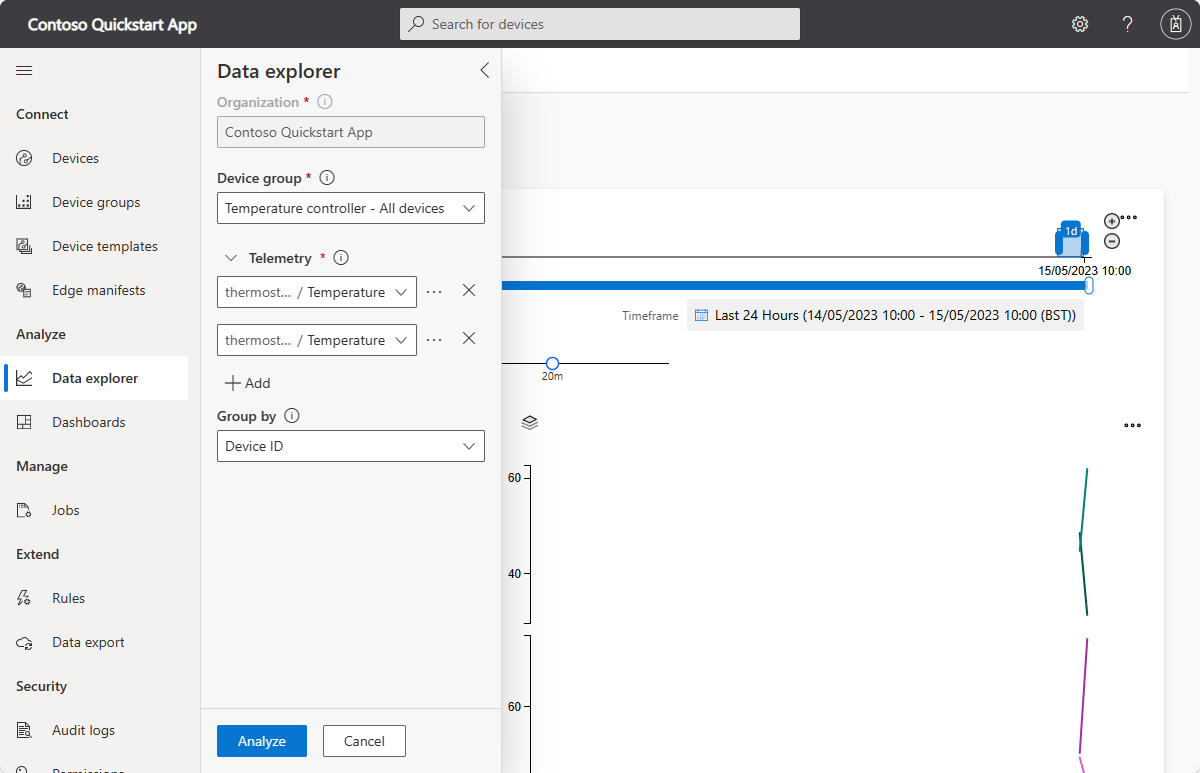 Contoso Quickstart App
Search for devices
Connect
Devices
Device groups
Device templates
Edge manifests
Analyze
Data explorer
Dashboards
Manage
Jobs
Extend
Rules
Data export
Security
Audit logs
Permissions
Data explorer
Organization *
Contoso Quickstart App
Device group *
Temperature controller - All devices
Telemetry *
thermost... / Temperature
thermost... / Temperature
Add
Group by
Device ID
Analyze
Cancel
1d
15/05/2023 10:00
Timeframe
Last 24 Hours (14/05/2023 10:00 - 15/05/2023 10:00 (BST))
20m
60
40
60